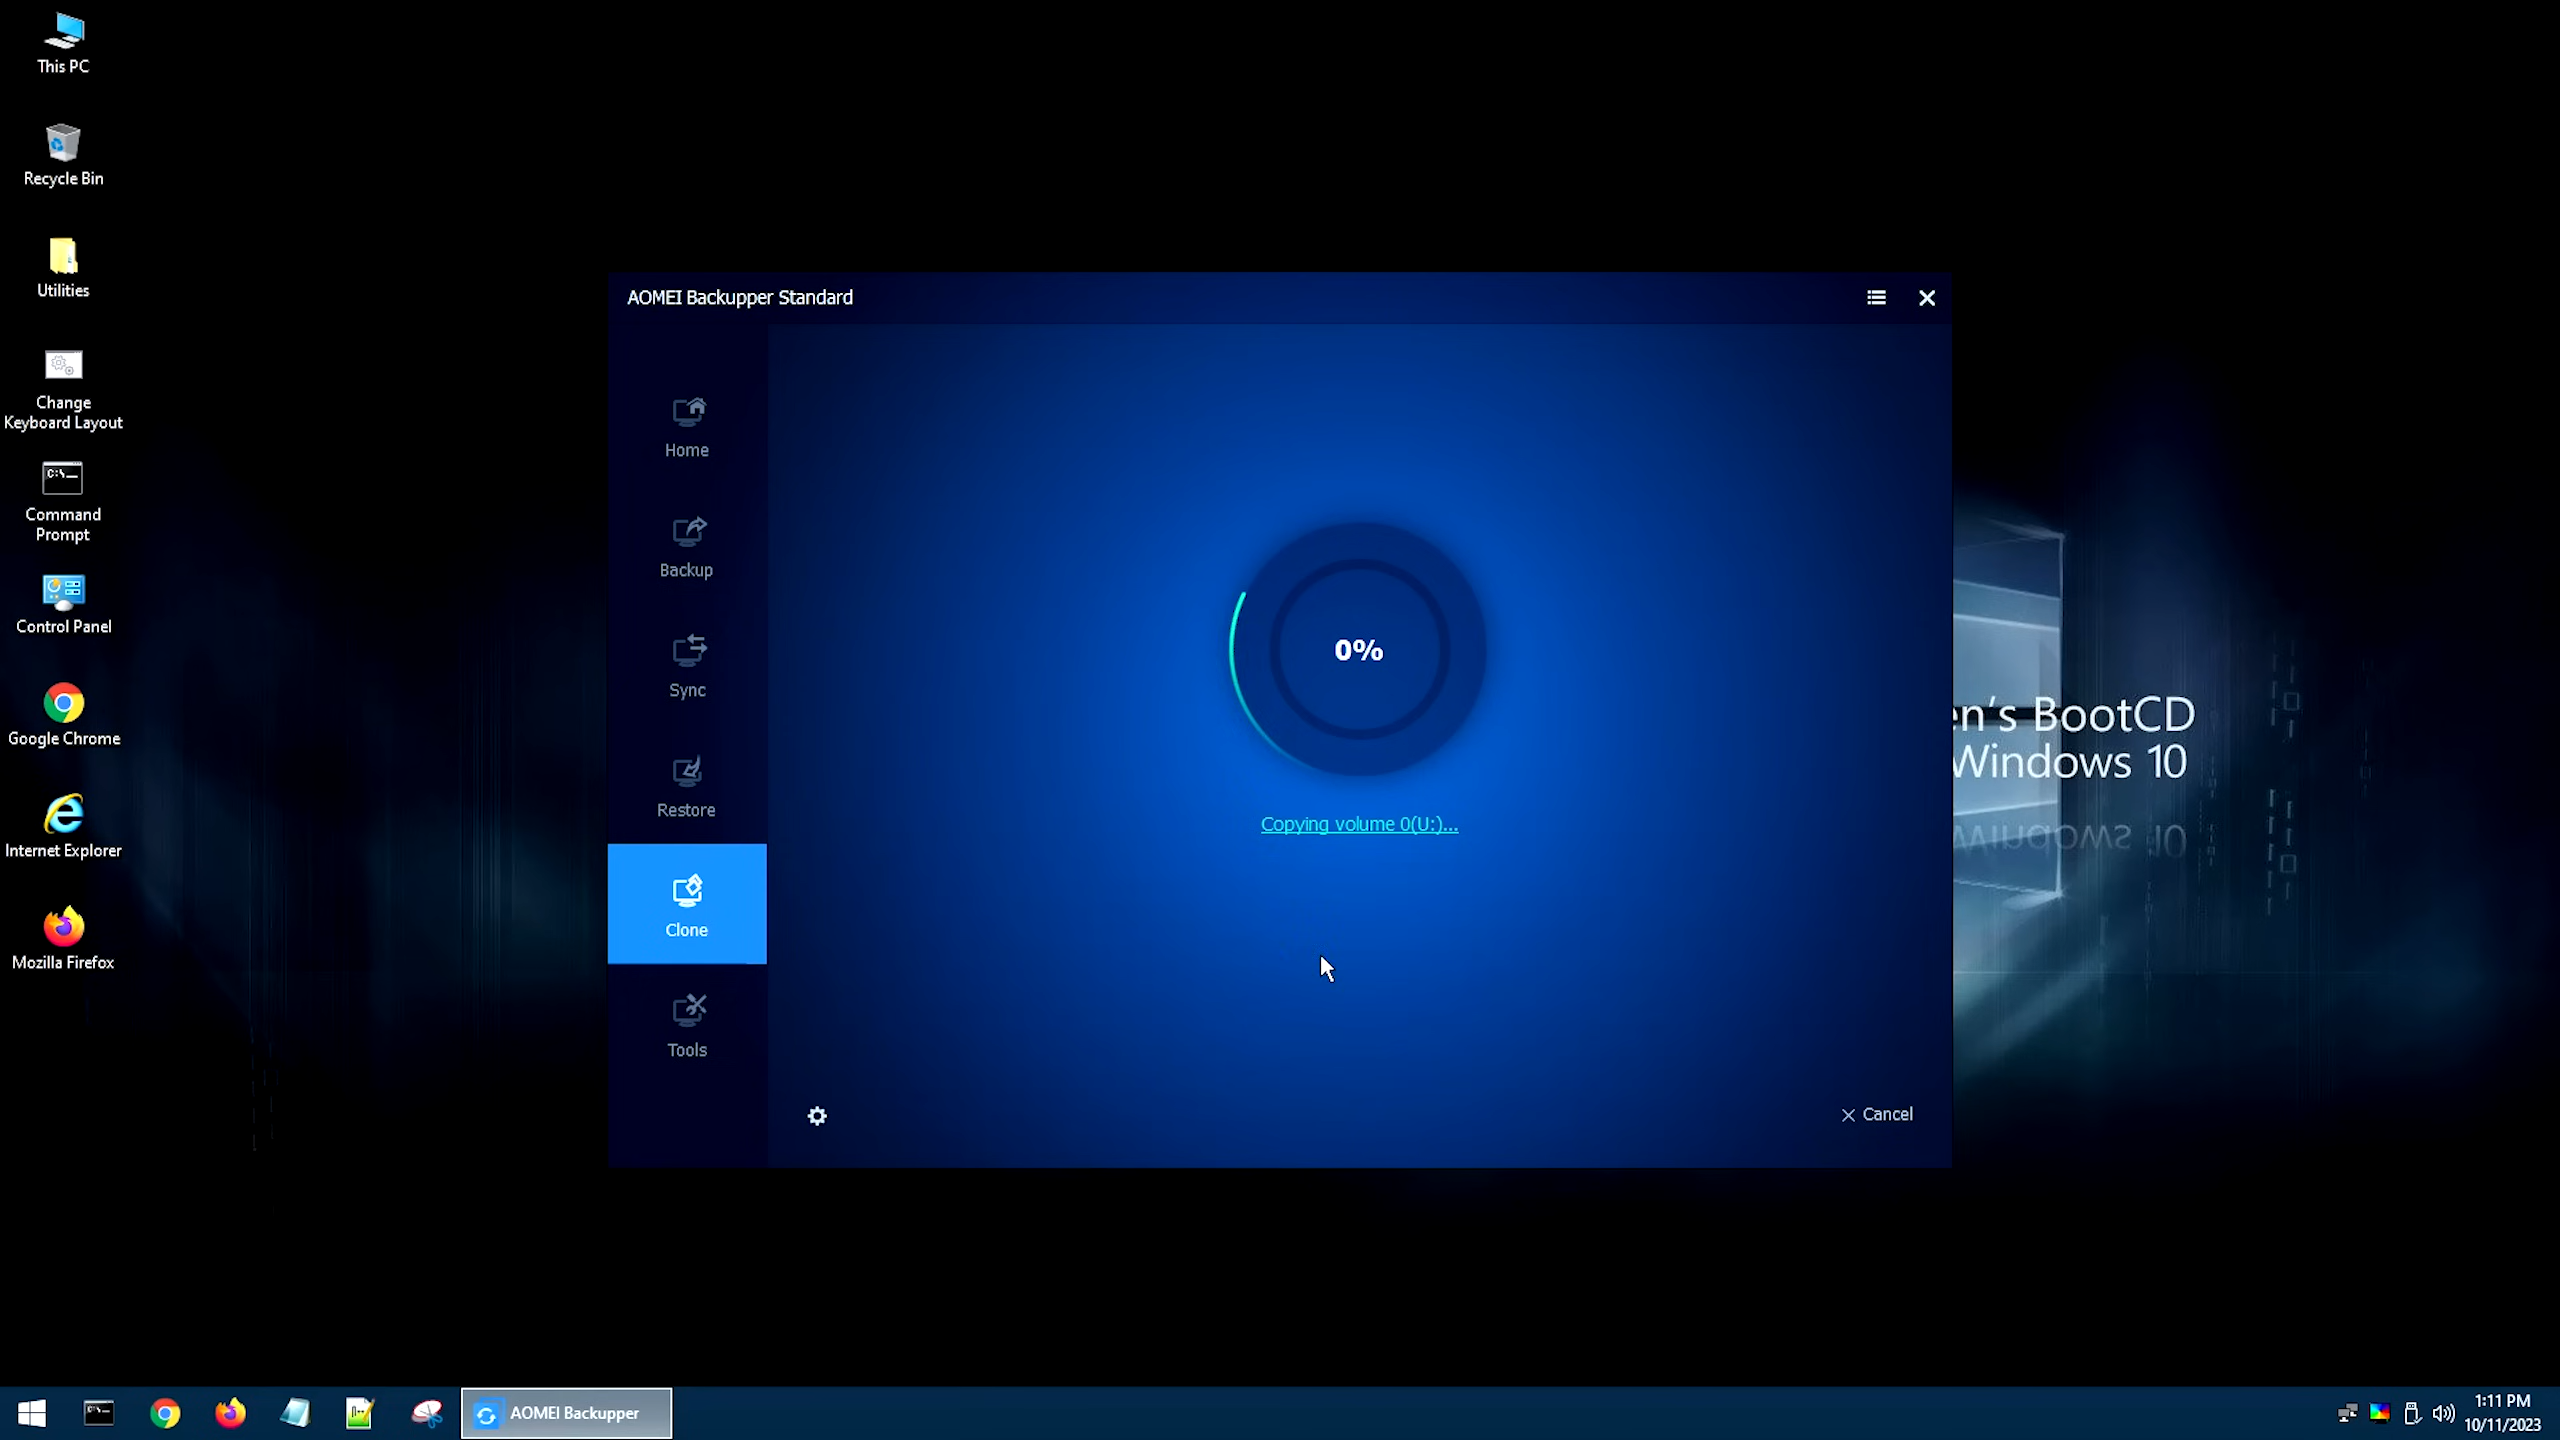 This PC
Recycle Bin
Utilities
Change
Keyboard Layout
Command
Prompt
Control Panel
Google Chrome
Internet Explorer
Mozilla Firefox
AOMEI Backupper Standard
Home
Backup
Sync
Restore
Clone
Tools
0%
Copying volume 0(U:)...
Cancel
en's BootCD
Windows 10
AOMEI Backupper
1:11 PM
10/11/2023